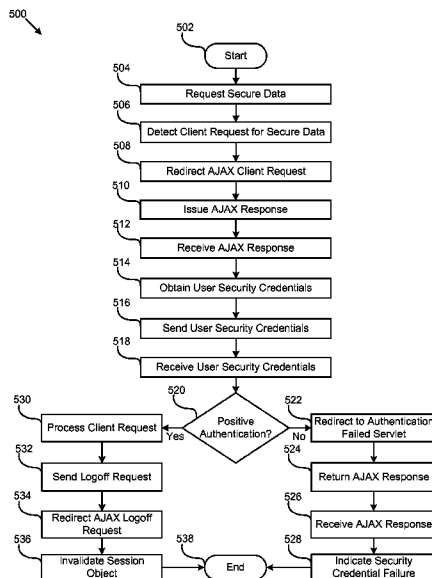 500
502
Start
504
Request Secure Data
506
Detect Client Request for Secure Data
508
Redirect AJAX Client Request
510
Issue AJAX Response
512
Receive AJAX Response
514
Obtain User Security Credentials
516
Send User Security Credentials
518
Receive User Security Credentials
520
Positive
Authentication?
Yes
No
530
Process Client Request
532
Send Logoff Request
534
Redirect AJAX Logoff
Request
536
Invalidate Session
Object
522
Redirect to Authentication
Failed Servlet
524
Return AJAX Response
526
Receive AJAX Response
528
Indicate Security
Credential Failure
538
End